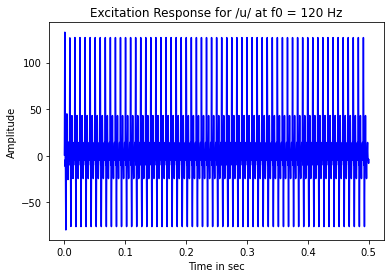 Excitation Response for /u/ at f0 = 120 Hz
Amplitude
100
50
0
−50
0.0 0.1 0.2 0.3 0.4 0.5
Time in sec